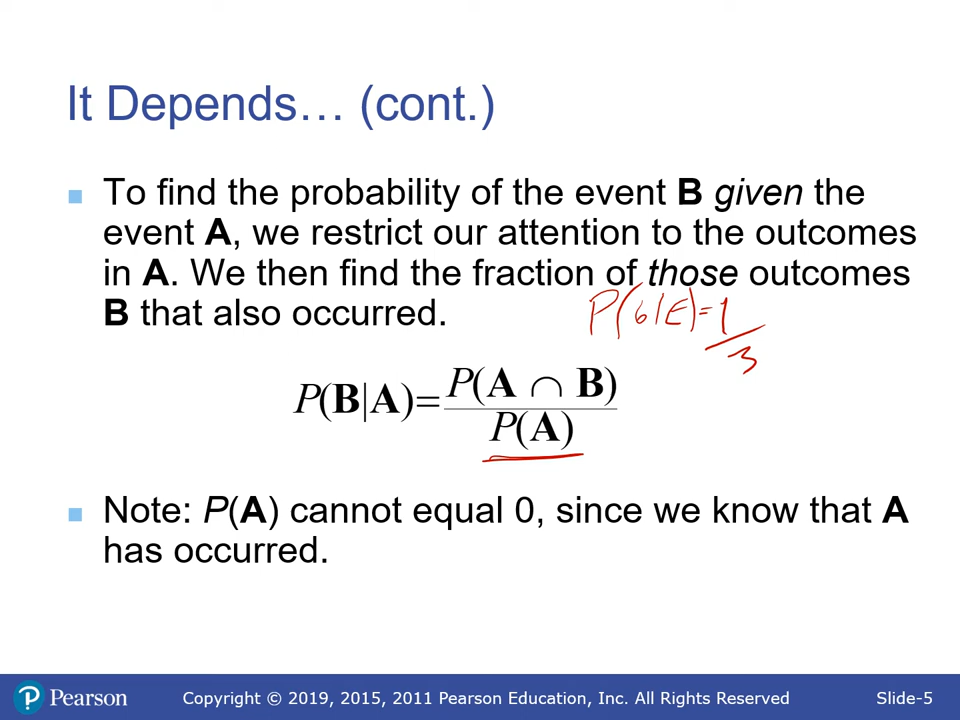 It Depends… (cont.)
To find the probability of the event B given the
event A, we restrict our attention to the outcomes
in A. We then find the fraction of those outcomes
B that also occurred.
P(6|E)=1/3
P(B|A)=P(A ∩ B)/P(A)
Note: P(A) cannot equal 0, since we know that A
has occurred.
Pearson
Copyright © 2019, 2015, 2011 Pearson Education, Inc. All Rights Reserved
Slide-5